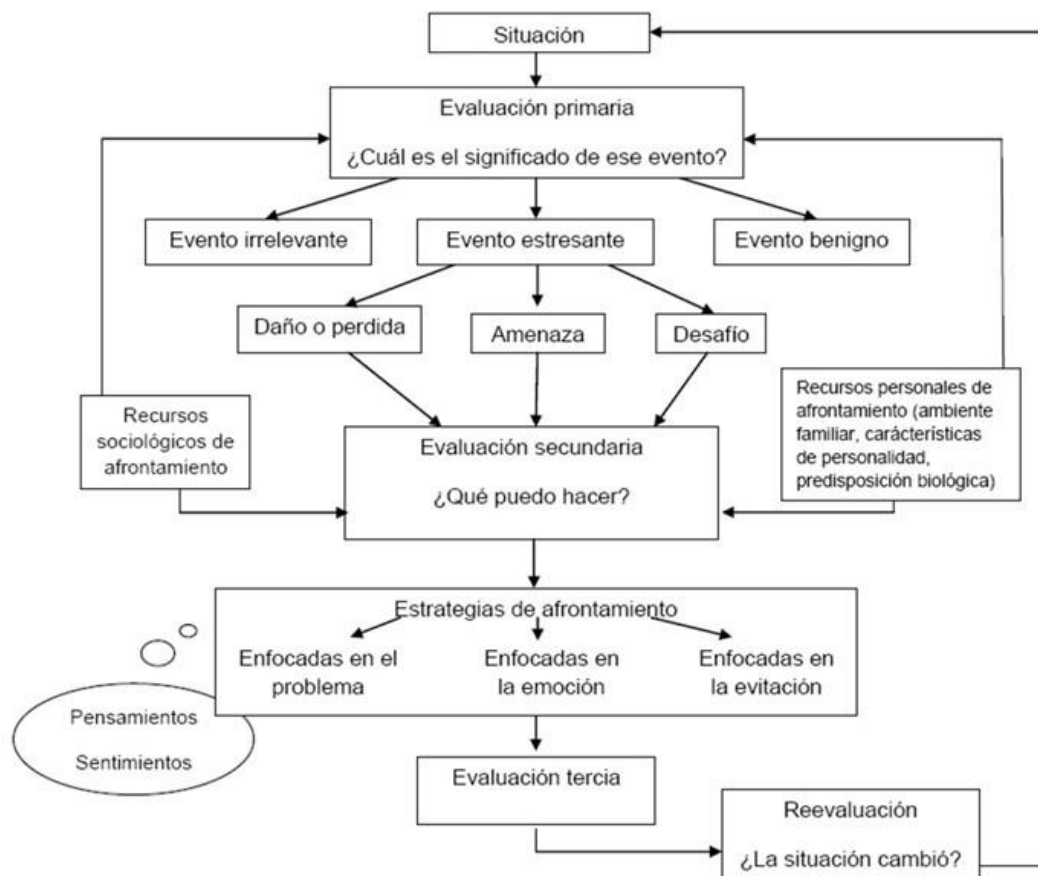 Situación
Evaluación primaria
¿Cuál es el significado de ese evento?
Evento irrelevante
Evento estresante
Evento benigno
Daño o perdida
Amenaza
Desafío
Recursos
sociológicos de
afrontamiento
Recursos personales de
afrontamiento (ambiente
familiar, carácterísticas
de personalidad,
predisposición biológica)
Evaluación secundaria
¿Qué puedo hacer?
Estrategias de afrontamiento
Enfocadas en el
problema
Enfocadas en
la emoción
Enfocadas en
la evitación
Pensamientos
Sentimientos
Evaluación tercia
Reevaluación
¿La situación cambió?